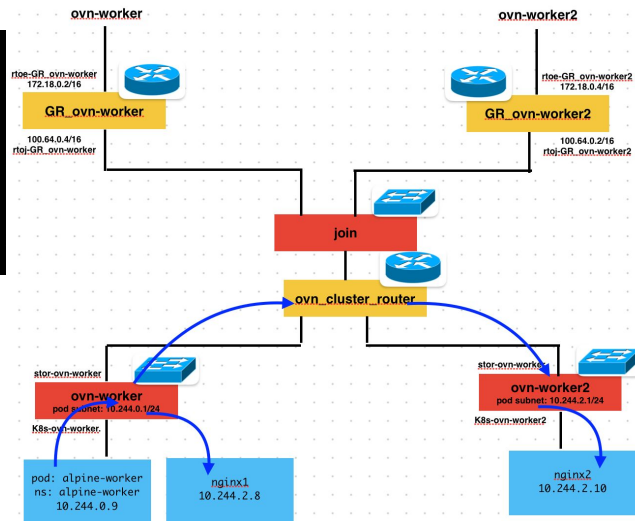 ovn-worker
ovn-worker2
rtoe-GR_ovn-worker
172.18.0.2/16
rtoe-GR_ovn-worker2
172.18.0.4/16
GR_ovn-worker
GR_ovn-worker2
100.64.0.4/16
rtoj-GR_ovn-worker
100.64.0.2/16
rtoj-GR_ovn-worker2
join
ovn_cluster_router
stor-ovn-worker
stor-ovn-worker
ovn-worker
pod subnet: 10.244.0.1/24
ovn-worker2
pod subnet: 10.244.2.1/24
K8s-ovn-worker.
K8s-ovn-worker2
pod: alpine-worker
ns: alpine-worker
10.244.0.9
nginx1
10.244.2.8
nginx2
10.244.2.10